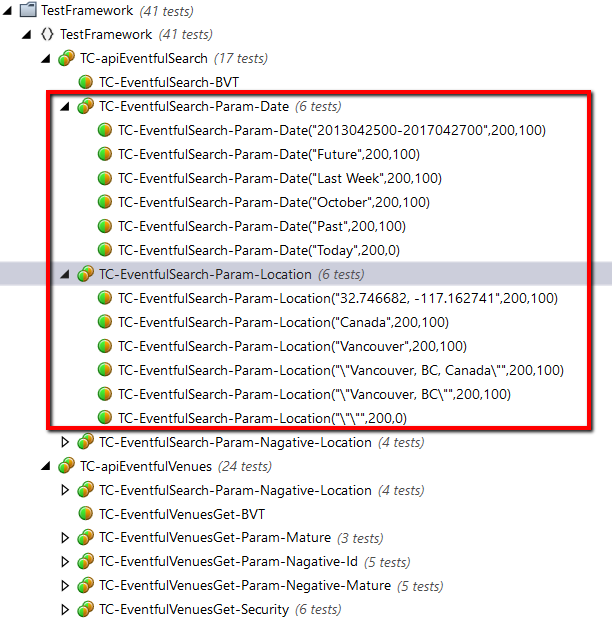 TestFramework (41 tests)
{} TestFramework (41 tests)
TC-apiEventfulSearch (17 tests)
TC-EventfulSearch-BVT
TC-EventfulSearch-Param-Date (6 tests)
TC-EventfulSearch-Param-Date("2013042500-2017042700",200,100)
TC-EventfulSearch-Param-Date("Future",200,100)
TC-EventfulSearch-Param-Date("Last Week",200,100)
TC-EventfulSearch-Param-Date("October",200,100)
TC-EventfulSearch-Param-Date("Past",200,100)
TC-EventfulSearch-Param-Date("Today",200,0)
TC-EventfulSearch-Param-Location (6 tests)
TC-EventfulSearch-Param-Location("32.746682, -117.162741",200,100)
TC-EventfulSearch-Param-Location("Canada",200,100)
TC-EventfulSearch-Param-Location("Vancouver",200,100)
TC-EventfulSearch-Param-Location("\"Vancouver, BC, Canada\"",200,100)
TC-EventfulSearch-Param-Location("\"Vancouver, BC\"",200,100)
TC-EventfulSearch-Param-Location("\"\"",200,0)
TC-EventfulSearch-Param-Nagative-Location (4 tests)
TC-apiEventfulVenues (24 tests)
TC-EventfulSearch-Param-Nagative-Location (4 tests)
TC-EventfulVenuesGet-BVT
TC-EventfulVenuesGet-Param-Mature (3 tests)
TC-EventfulVenuesGet-Param-Nagative-Id (5 tests)
TC-EventfulVenuesGet-Param-Negative-Mature (5 tests)
TC-EventfulVenuesGet-Security (6 tests)